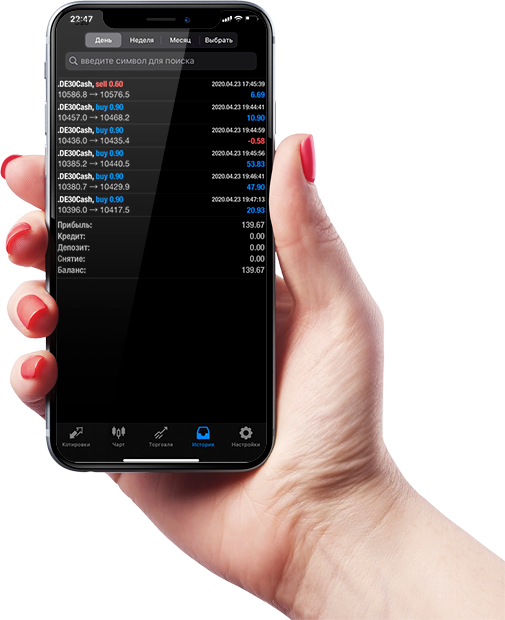 22:47
День Неделя Месяц Выбрать
введите символ для поиска
.DE30Cash, sell 0.60 2020.04.23 17:45:39
10586.8 → 10576.5 6.69
.DE30Cash, buy 0.90 2020.04.23 19:44:41
10457.0 → 10468.2 10.90
.DE30Cash, buy 0.90 2020.04.23 19:44:59
10436.0 → 10435.4 -0.58
.DE30Cash, buy 0.90 2020.04.23 19:45:56
10385.2 → 10440.5 53.83
.DE30Cash, buy 0.90 2020.04.23 19:46:41
10380.7 → 10429.9 47.90
.DE30Cash, buy 0.90 2020.04.23 19:47:13
10396.0 → 10417.5 20.93
Прибыль: 139.67
Кредит: 0.00
Депозит: 0.00
Снятие: 0.00
Баланс: 139.67
Котировки Чарт Торговля История Настройки